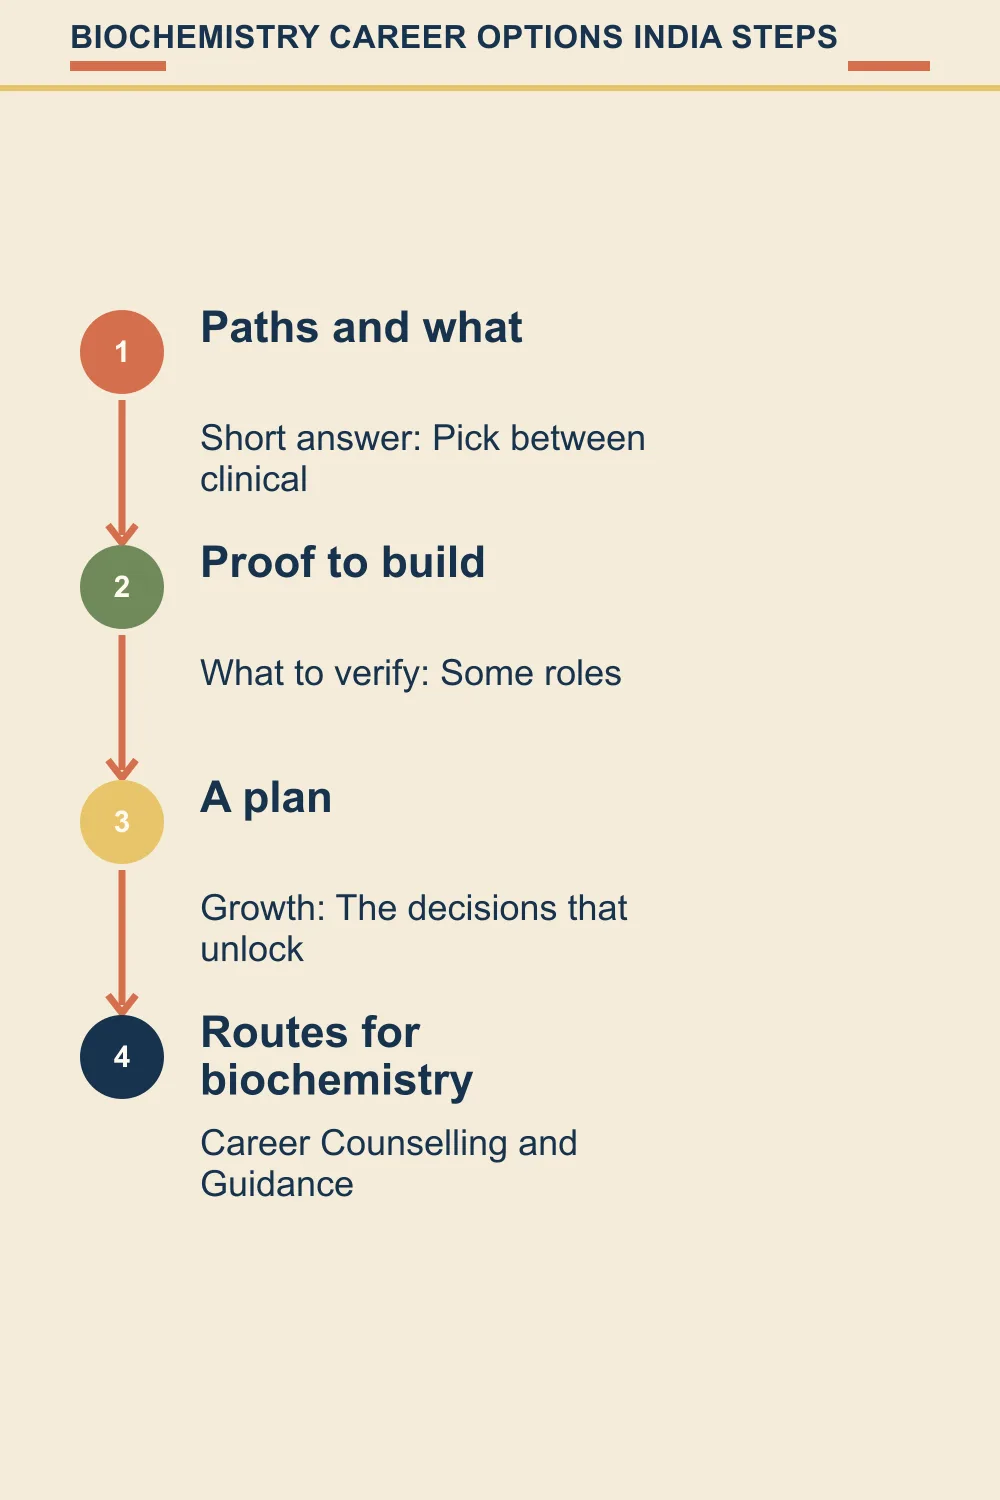 BIOCHEMISTRY CAREER OPTIONS INDIA STEPS
1
Paths and what
Short answer: Pick between
clinical
2
Proof to build
What to verify: Some roles
3
A plan
Growth: The decisions that
unlock
4
Routes for
biochemistry
Career Counselling and
Guidance